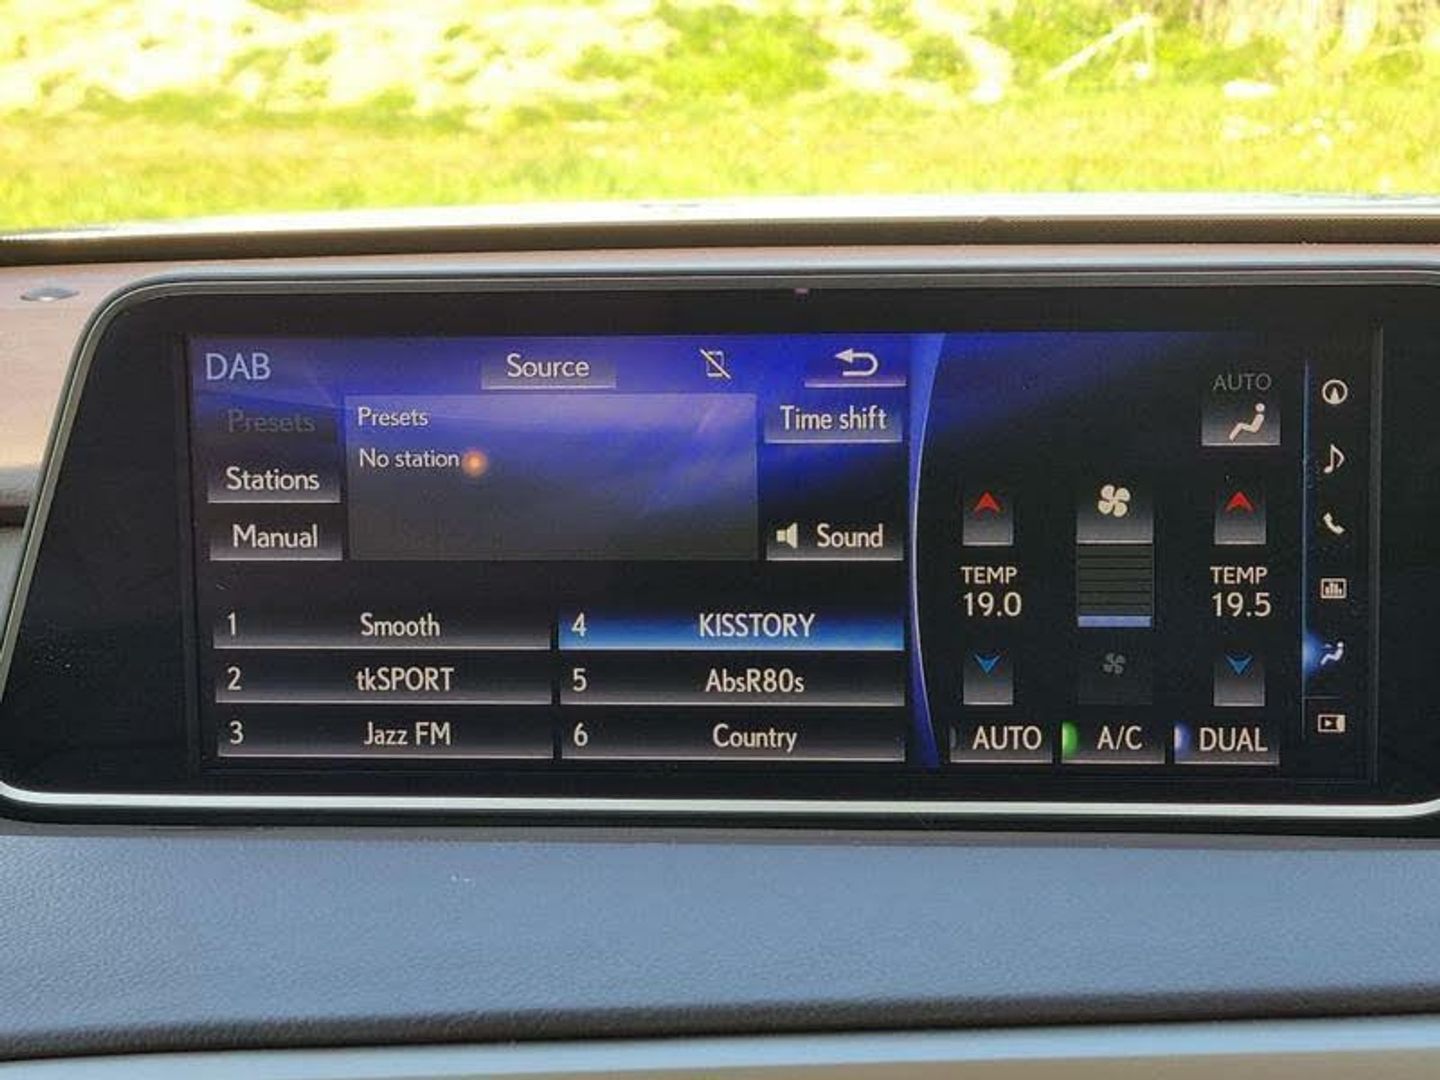 DAB
Source
Presets
Presets
Time shift
No station
Stations
Manual
Sound
1 Smooth
4 KISSTORY
2 tkSPORT
5 AbsR80s
3 Jazz FM
6 Country
AUTO
TEMP
19.0
TEMP
19.5
AUTO
A/C
DUAL